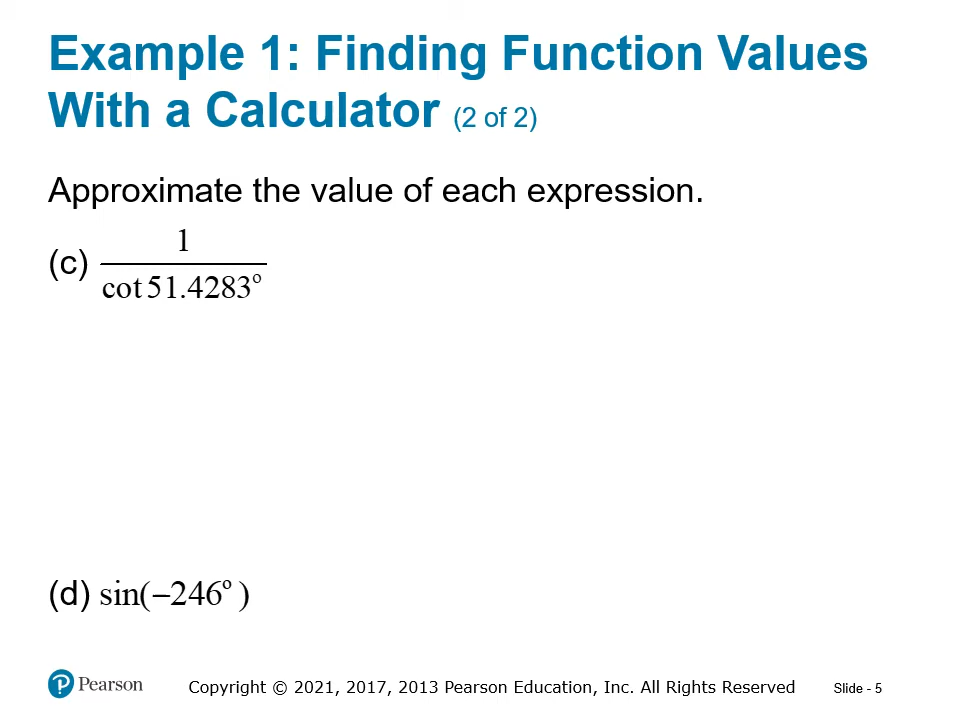 Example 1: Finding Function Values
With a Calculator (2 of 2)
Approximate the value of each expression.
(c) 1
cot 51.4283°
(d) sin(−246°)
Pearson
Copyright © 2021, 2017, 2013 Pearson Education, Inc. All Rights Reserved
Slide - 5